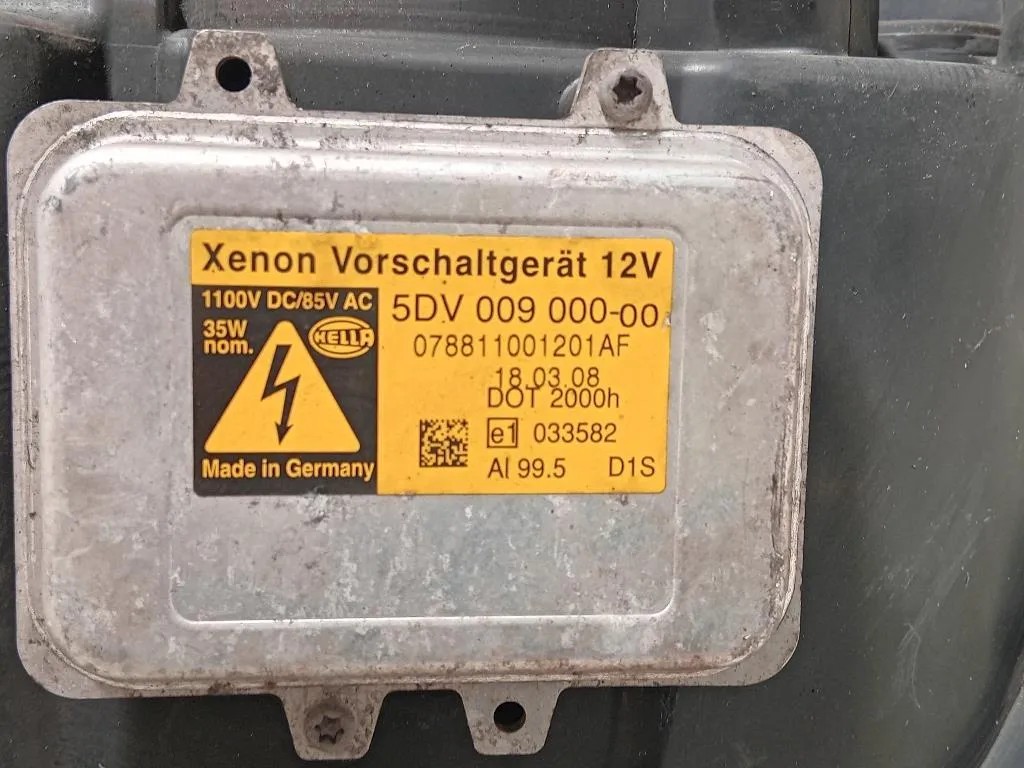 Xenon Vorschaltgerät 12V
1100V DC/85V AC
35W
nom.
HELLA
Made in Germany
5DV 009 000-00
078811001201AF
18.03.08
DOT 2000h
e1 033582
Al 99.5 D1S